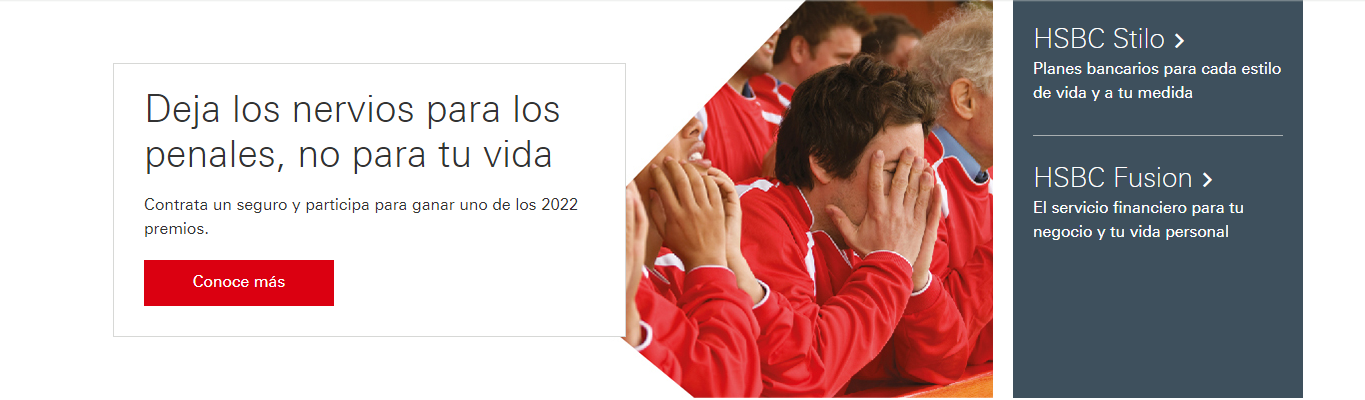 Deja los nervios para los
penales, no para tu vida
Contrata un seguro y participa para ganar uno de los 2022
premios.
Conoce más
HSBC Stilo
Planes bancarios para cada estilo
de vida y a tu medida
HSBC Fusion
El servicio financiero para tu
negocio y tu vida personal